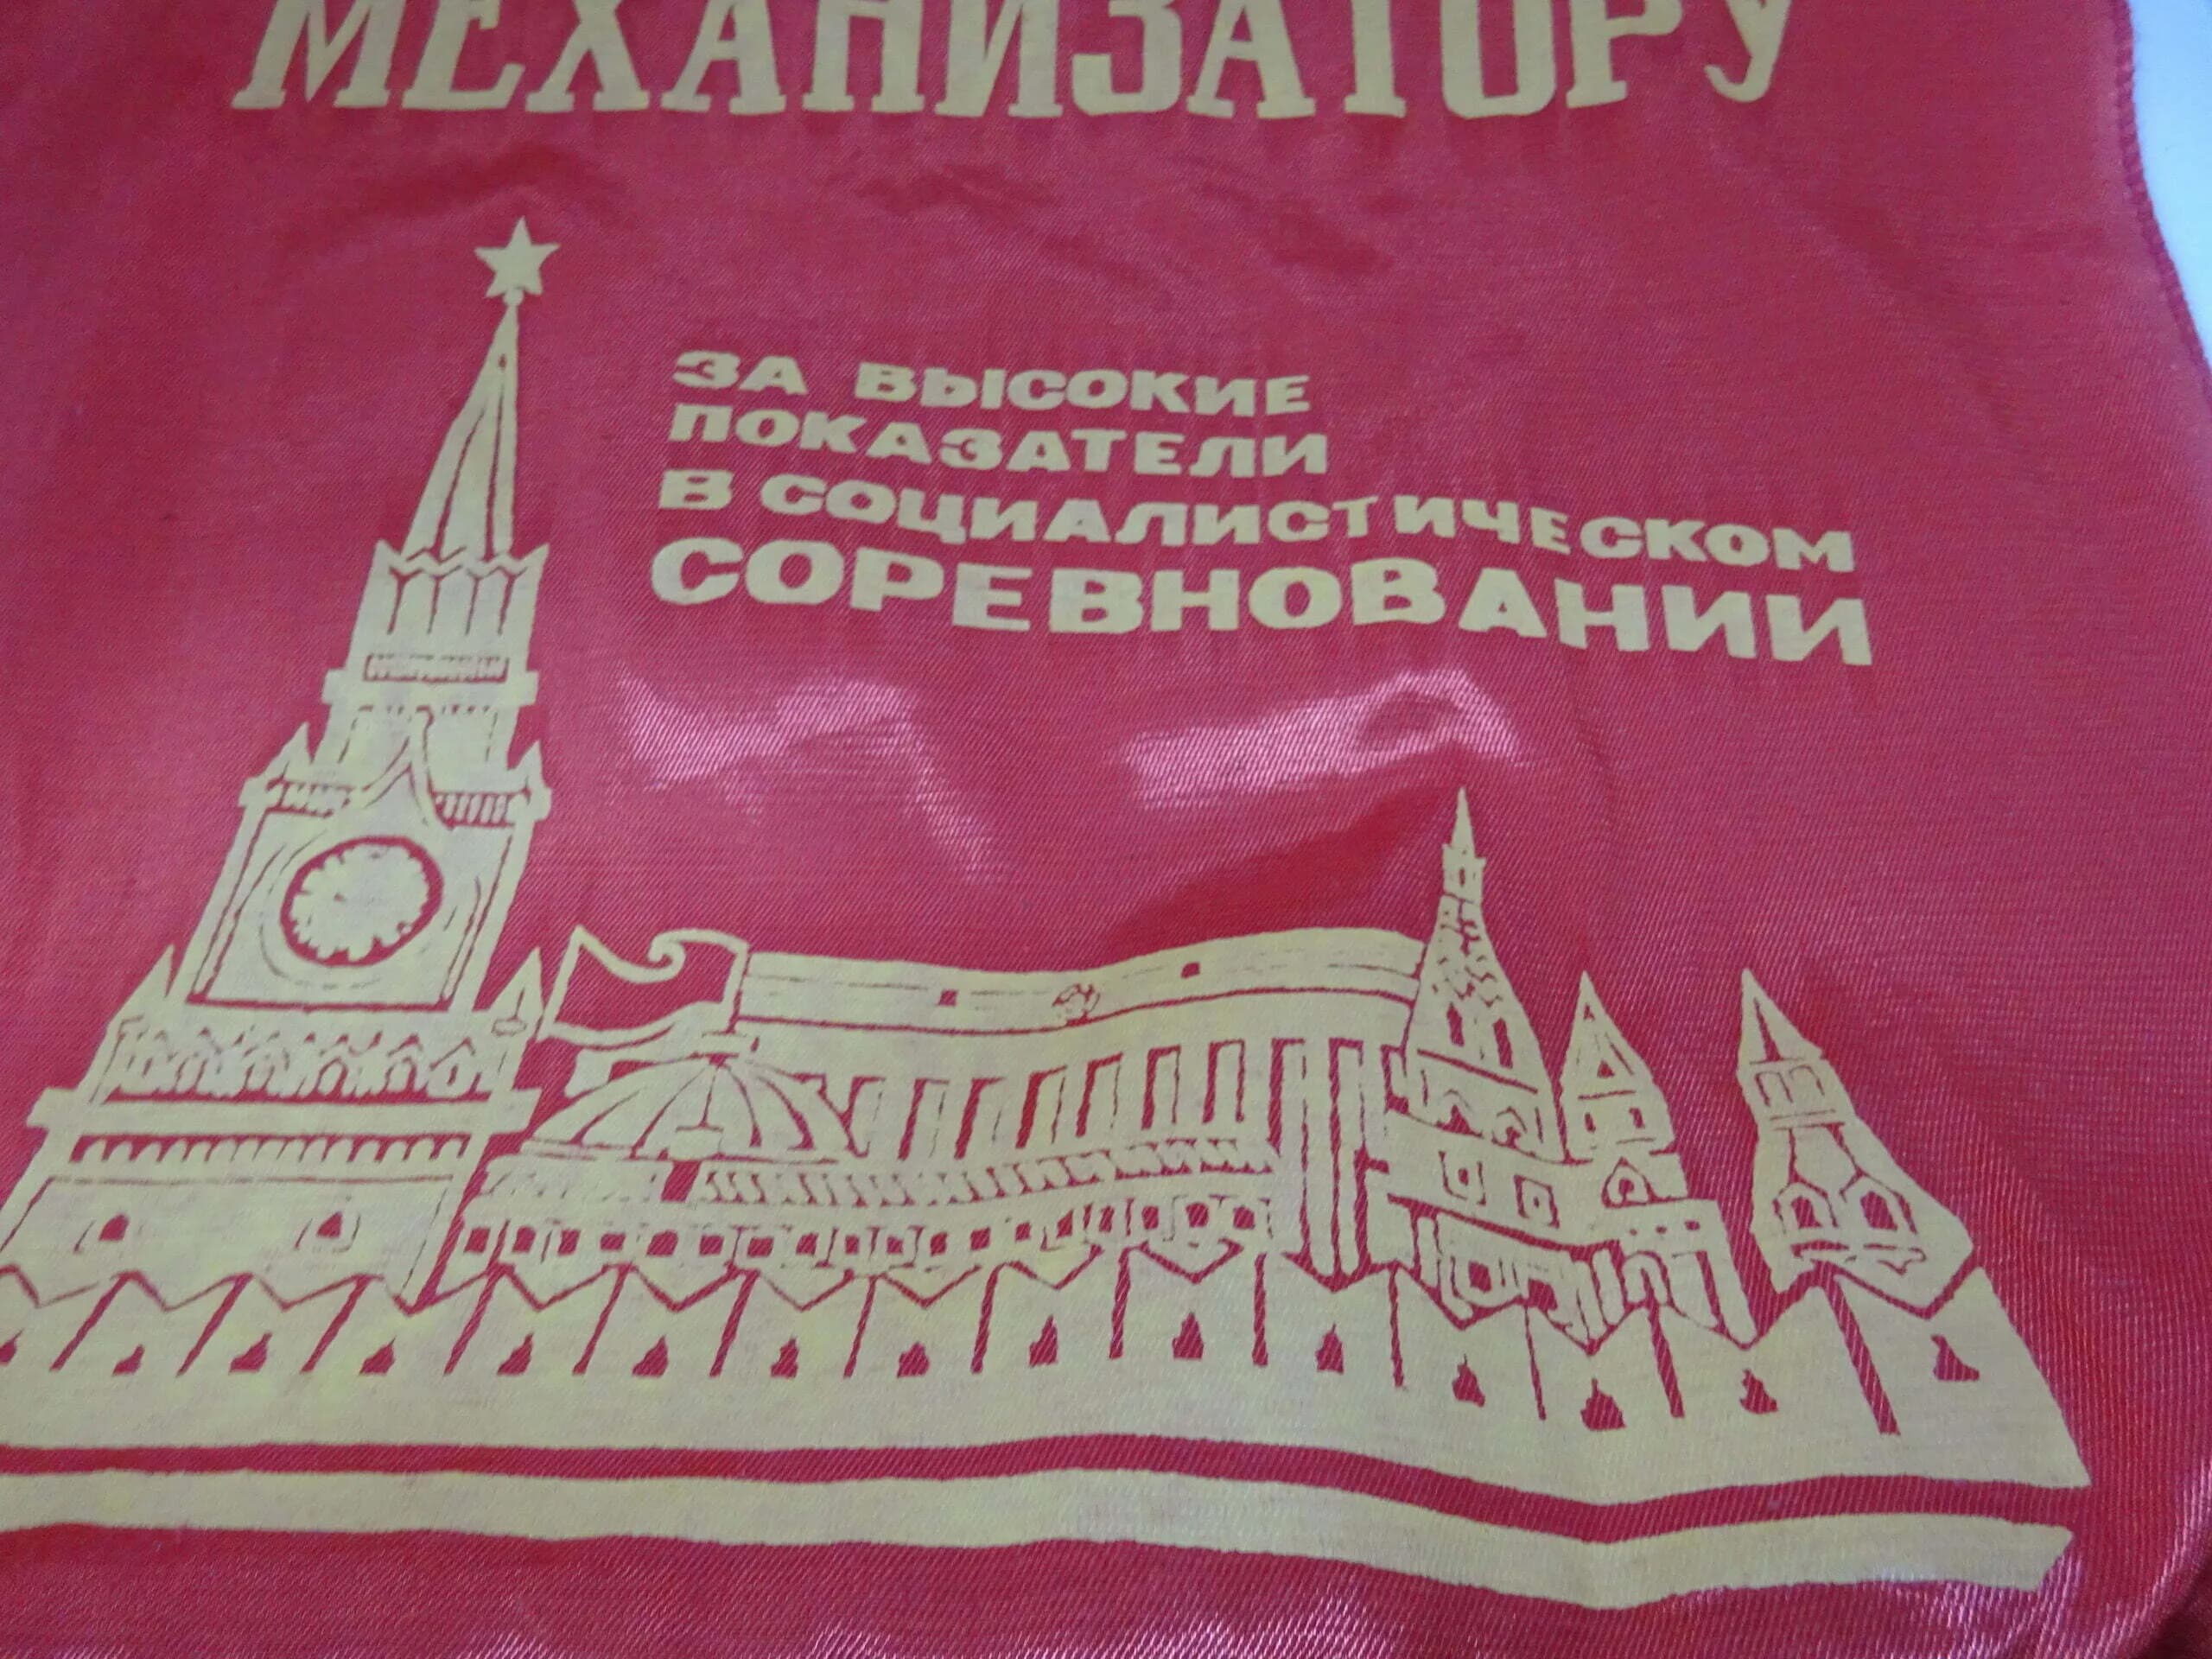 МЕХАНИЗАТОРУ
ЗА ВЫСОКИЕ
ПОКАЗАТЕЛИ
В СОЦИАЛИСТИЧЕСКОМ
СОРЕВНОВАНИИ